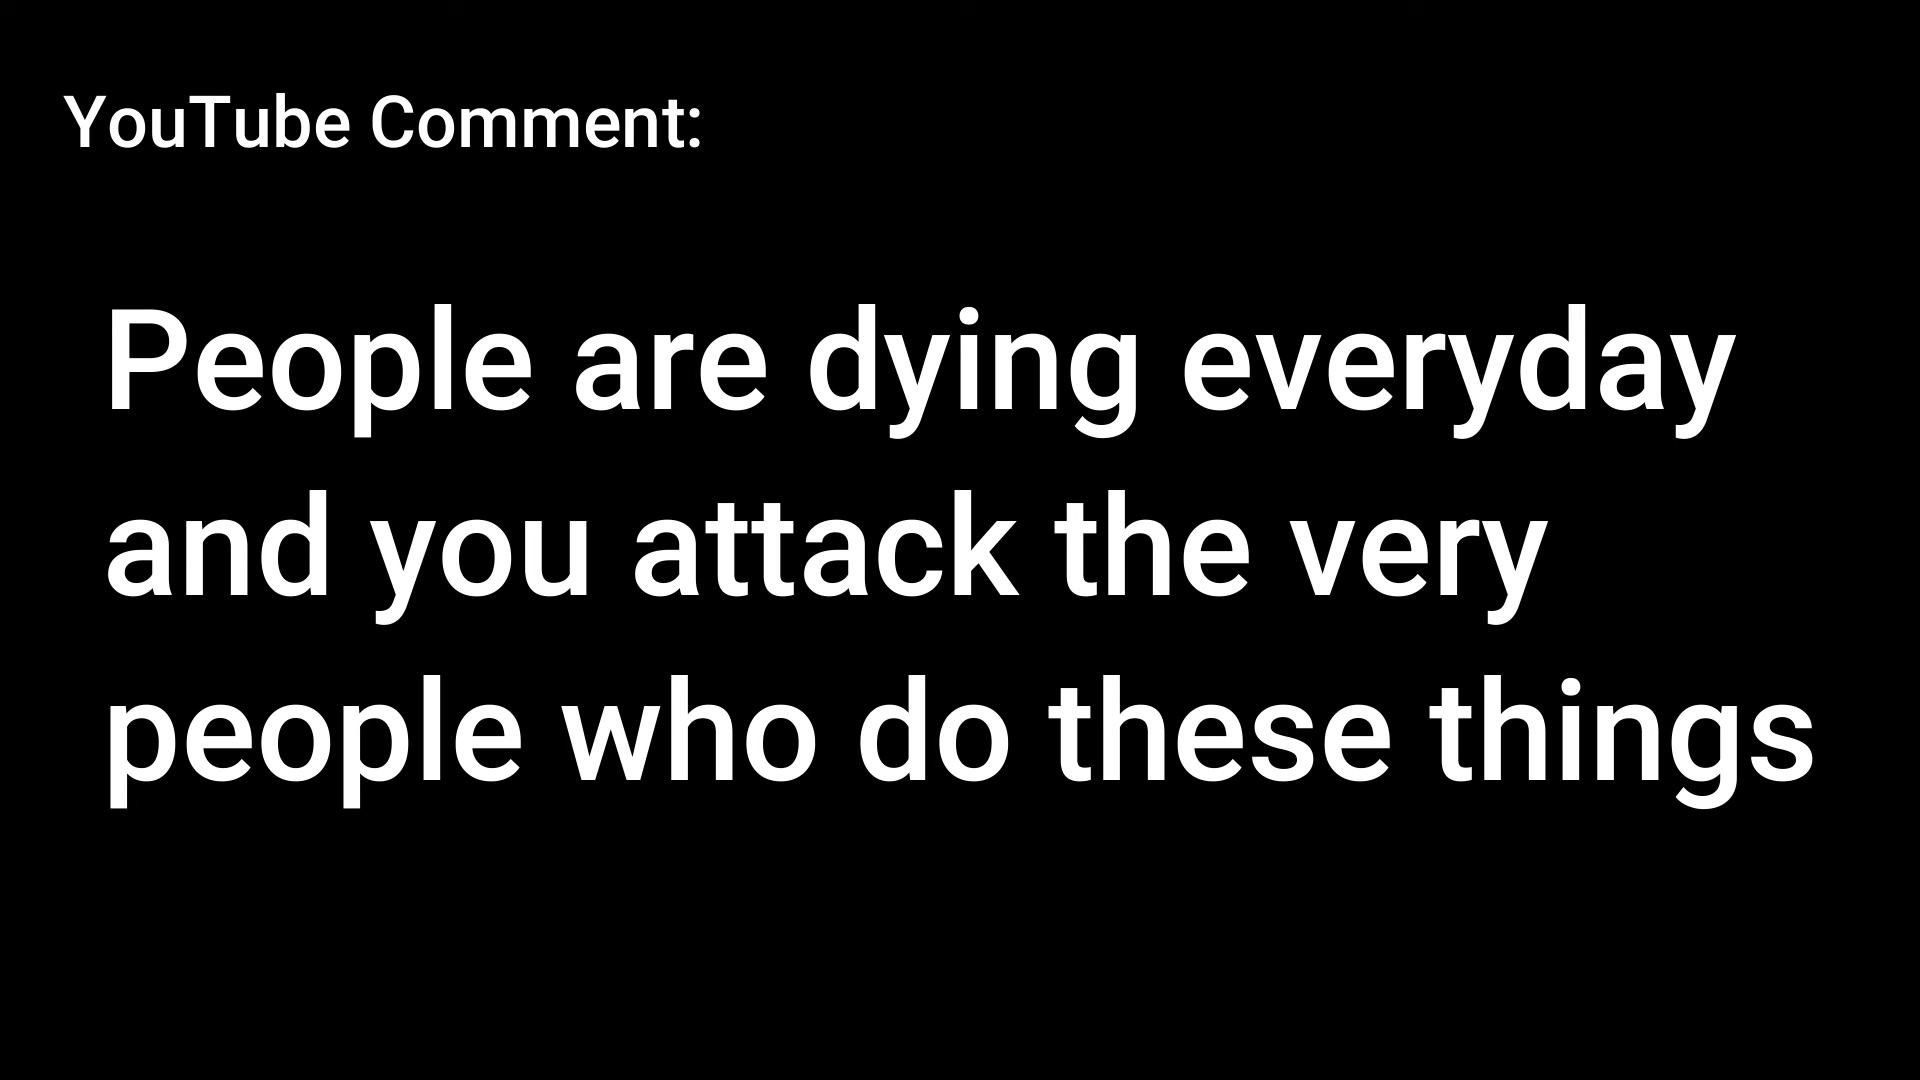 YouTube Comment:
People are dying everyday
and you attack the very
people who do these things